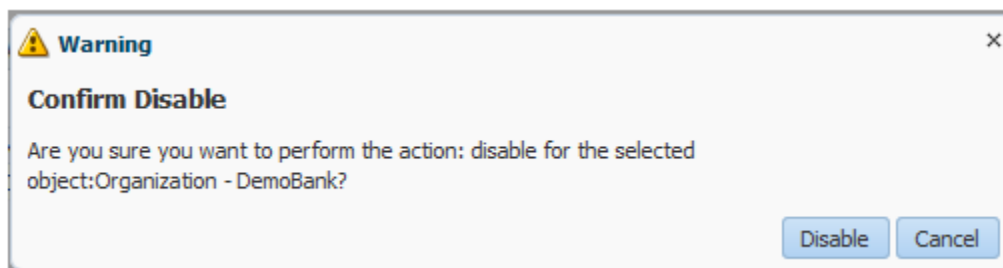 Warning
Confirm Disable
Are you sure you want to perform the action: disable for the selected
object:Organization - DemoBank?
Disable Cancel